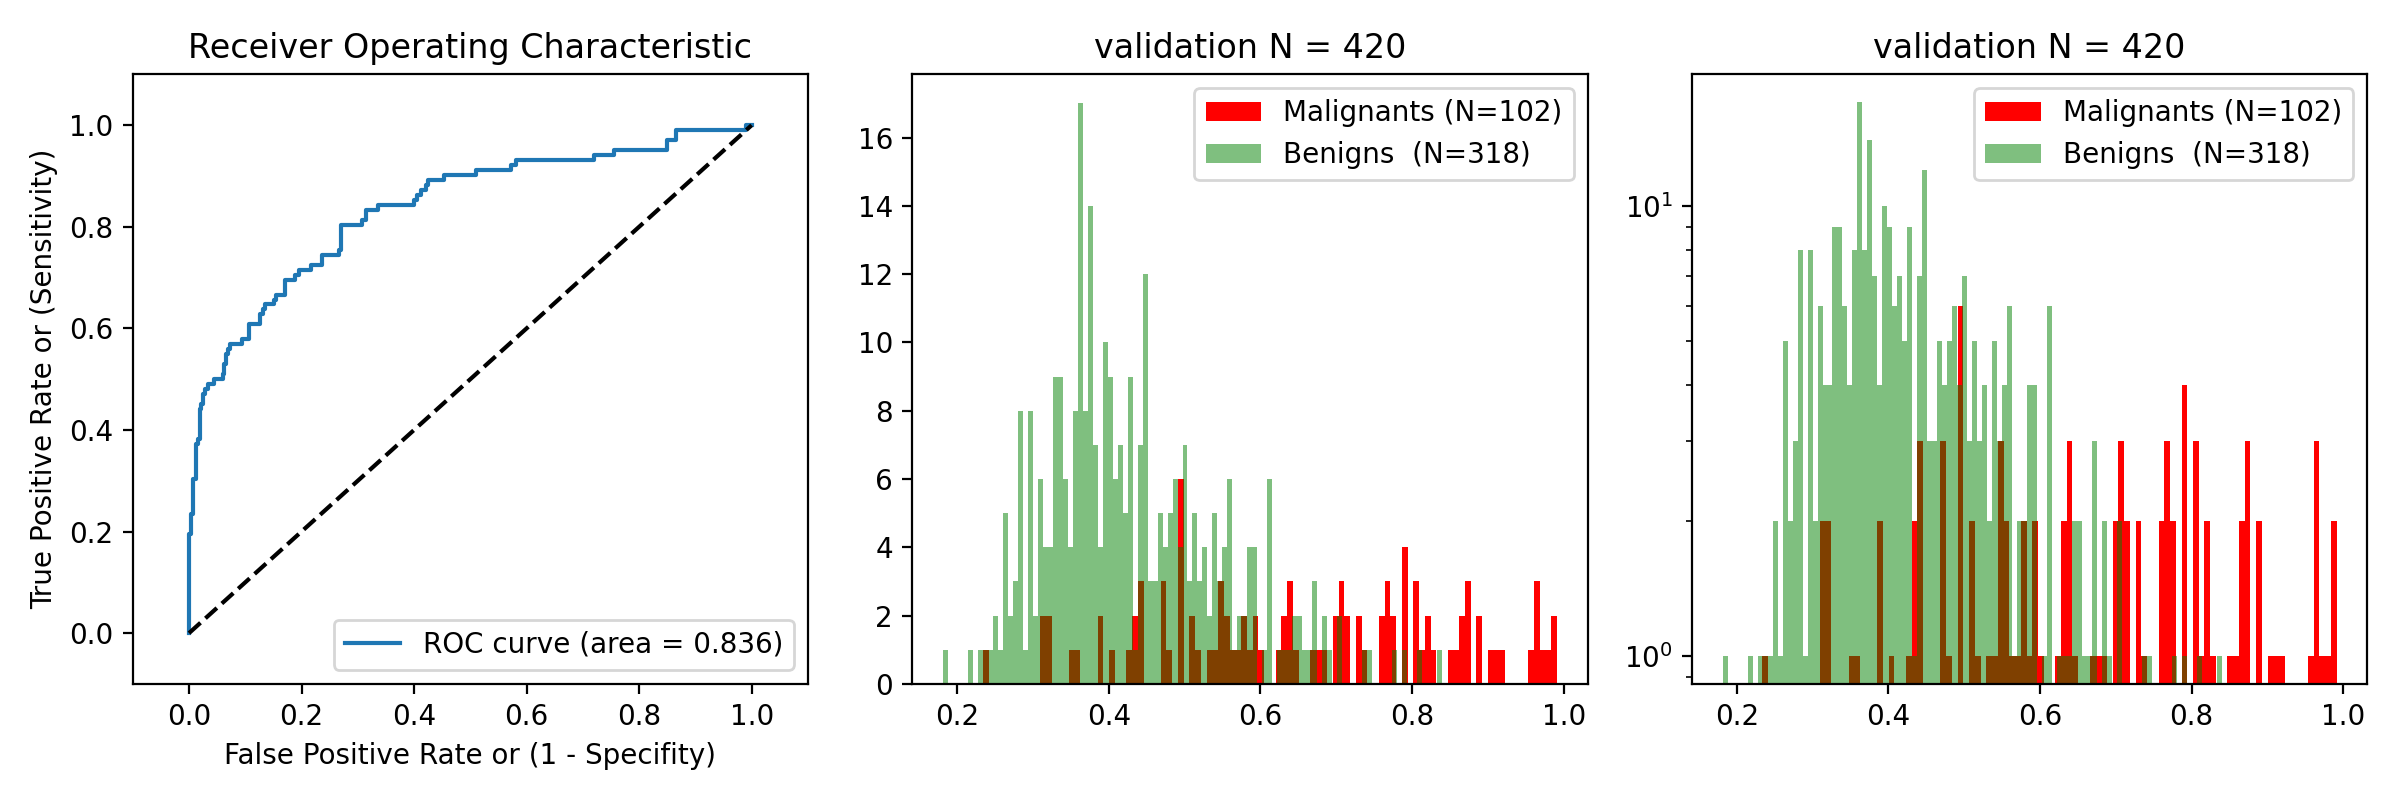 Receiver Operating Characteristic
True Positive Rate or (Sensitivity)
1.0
0.8
0.6
0.4
0.2
0.0
ROC curve (area = 0.836)
0.0 0.2 0.4 0.6 0.8 1.0
False Positive Rate or (1 - Specifity)
validation N = 420
Malignants (N=102)
Benigns (N=318)
16
14
12
10
8
6
4
2
0
0.2 0.4 0.6 0.8 1.0
validation N = 420
Malignants (N=102)
Benigns (N=318)
10¹
10⁰
0.2 0.4 0.6 0.8 1.0